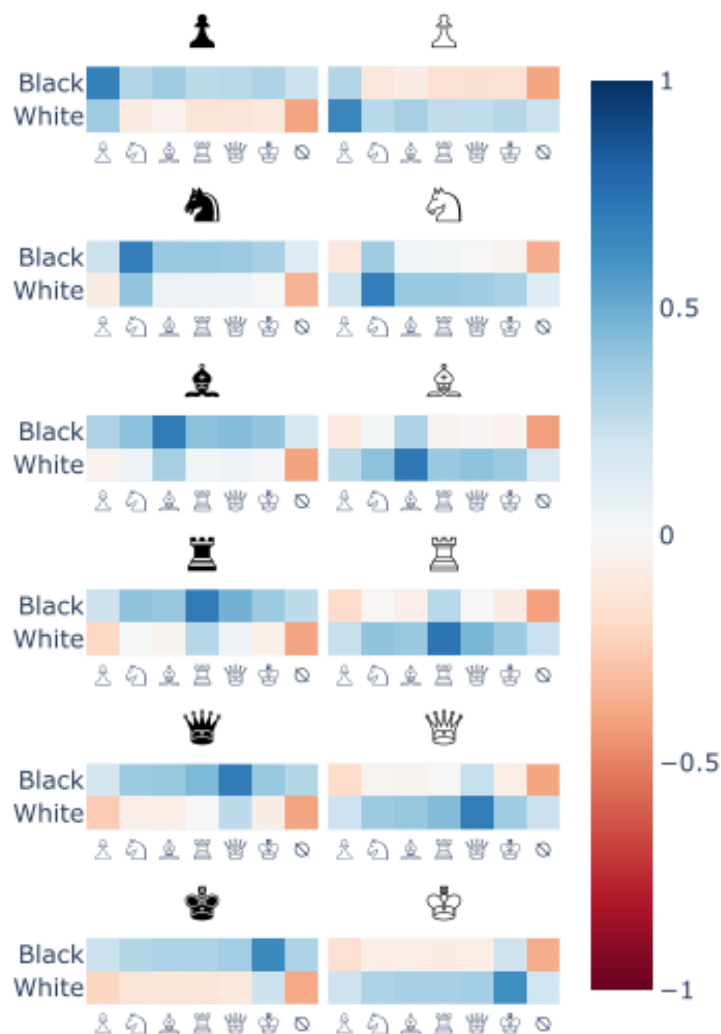 ♟ ♙
Black
White
♙ ♘ ♗ ♖ ♕ ♔ ⦰ ♙ ♘ ♗ ♖ ♕ ♔ ⦰
♞ ♘
Black
White
♙ ♘ ♗ ♖ ♕ ♔ ⦰ ♙ ♘ ♗ ♖ ♕ ♔ ⦰
♝ ♗
Black
White
♙ ♘ ♗ ♖ ♕ ♔ ⦰ ♙ ♘ ♗ ♖ ♕ ♔ ⦰
♜ ♖
Black
White
♙ ♘ ♗ ♖ ♕ ♔ ⦰ ♙ ♘ ♗ ♖ ♕ ♔ ⦰
♛ ♕
Black
White
♙ ♘ ♗ ♖ ♕ ♔ ⦰ ♙ ♘ ♗ ♖ ♕ ♔ ⦰
♚ ♔
Black
White
♙ ♘ ♗ ♖ ♕ ♔ ⦰ ♙ ♘ ♗ ♖ ♕ ♔ ⦰
1
0.5
0
−0.5
−1